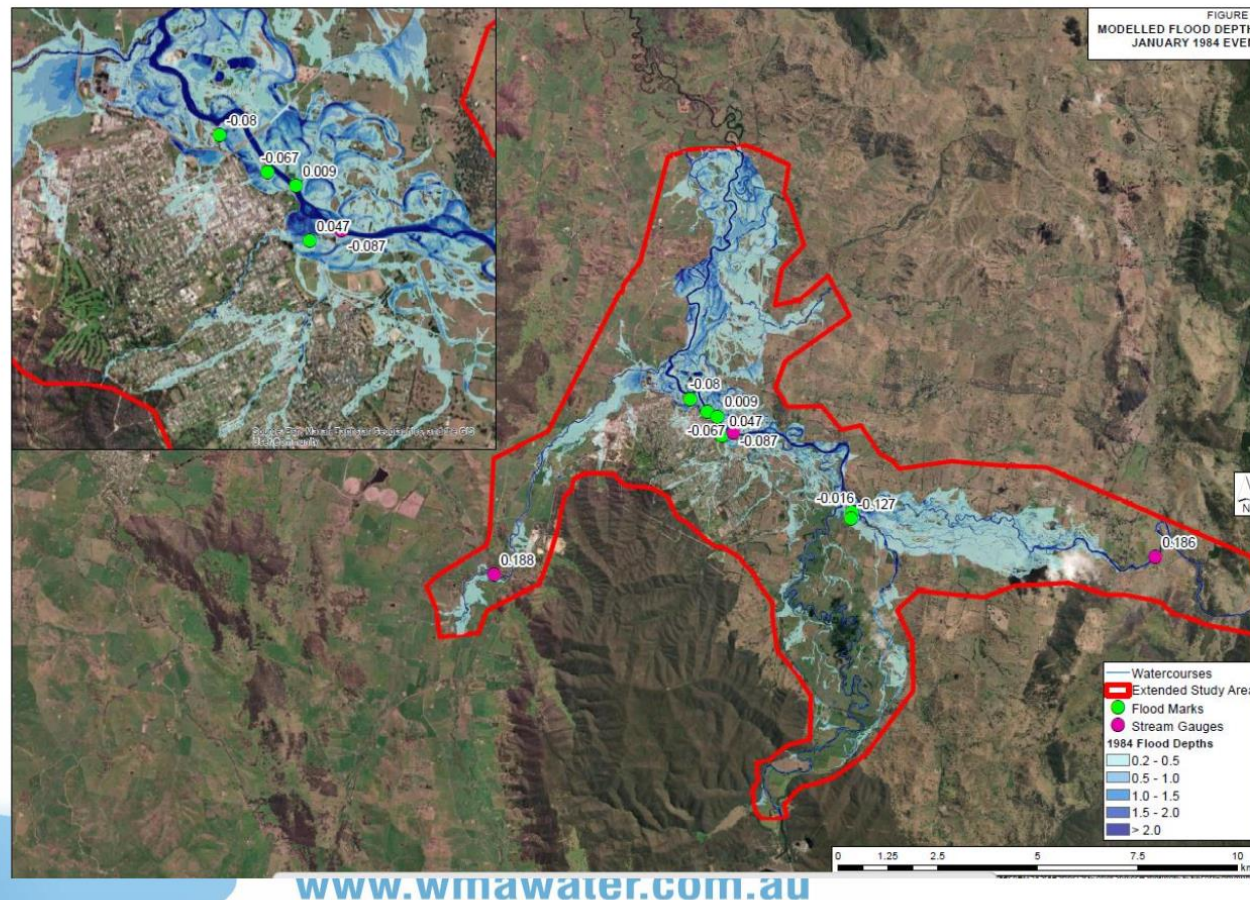 FIGURE
MODELLED FLOOD DEPTH
JANUARY 1984 EVEN
-0.08
-0.067
0.009
0.047
-0.087
-0.08
0.009
0.047
-0.067
-0.087
-0.016
-0.127
0.188
0.186
N
Watercourses
Extended Study Area
Flood Marks
Stream Gauges
1984 Flood Depths
0.2 - 0.5
0.5 - 1.0
1.0 - 1.5
1.5 - 2.0
> 2.0
0 1.25 2.5 5 7.5 10
km
www.wmawater.com.au